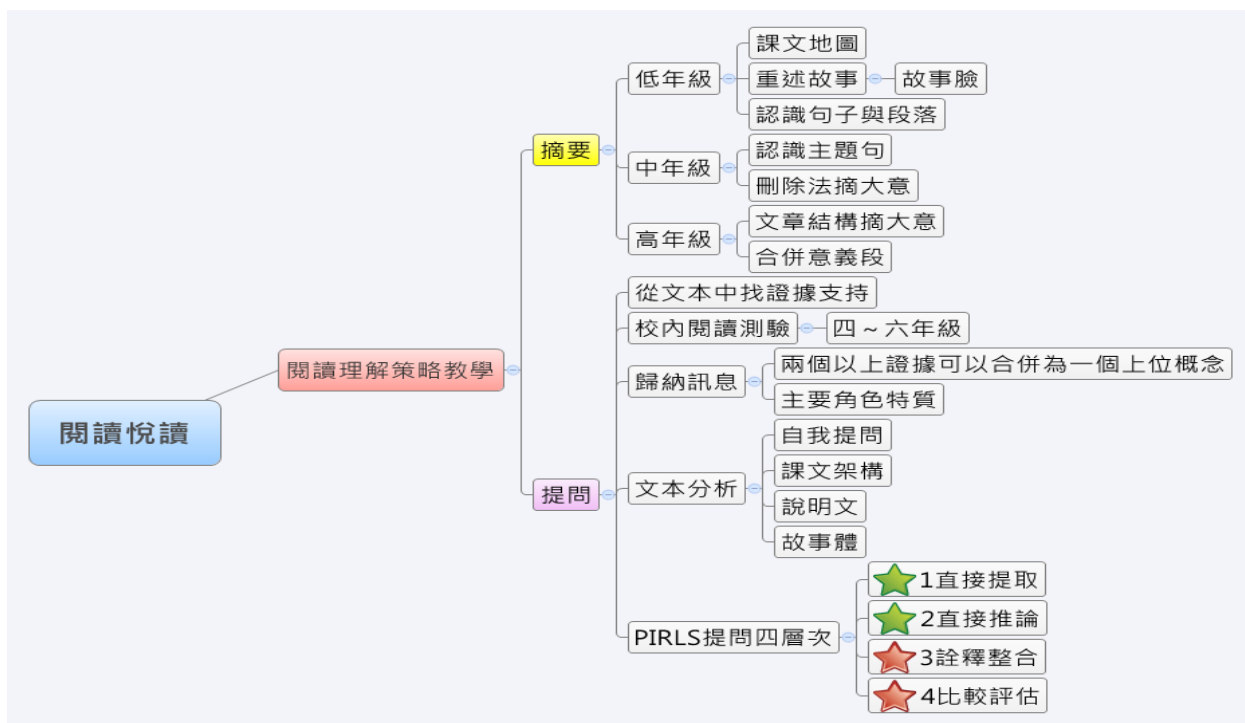 閱讀悅讀
閱讀理解策略教學
摘要
低年級
課文地圖
重述故事
故事臉
認識句子與段落
中年級
認識主題句
刪除法摘大意
高年級
文章結構摘大意
合併意義段
提問
從文本中找證據支持
校內閱讀測驗
四～六年級
歸納訊息
兩個以上證據可以合併為一個上位概念
主要角色特質
文本分析
自我提問
課文架構
說明文
故事體
PIRLS提問四層次
1直接提取
2直接推論
3詮釋整合
4比較評估